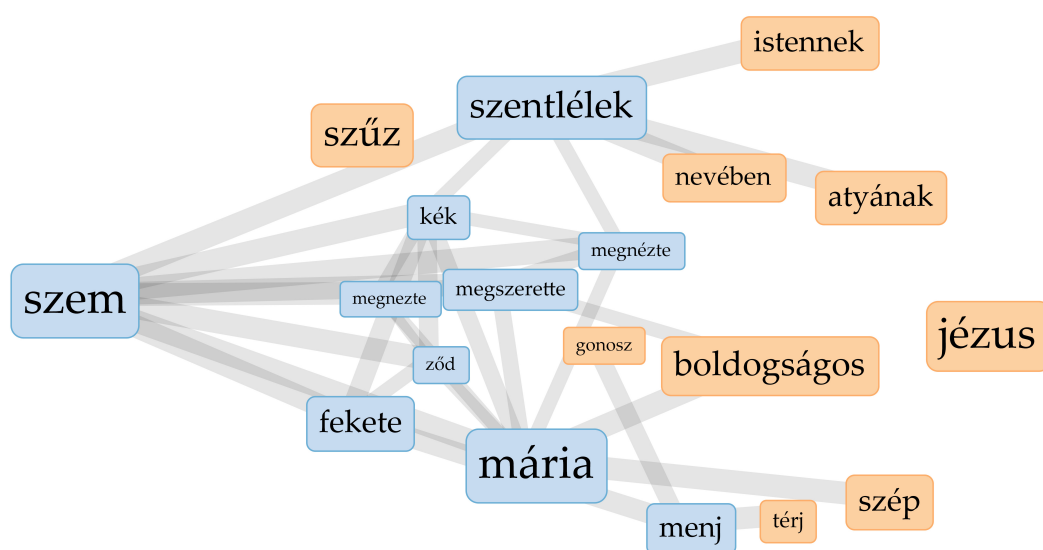 istennek
szentlélek
szűz
nevében
atyának
kék
megnézte
szem
megnezte
megszerette
jézus
gonosz
boldogságos
ződ
fekete
mária
szép
menj
térj